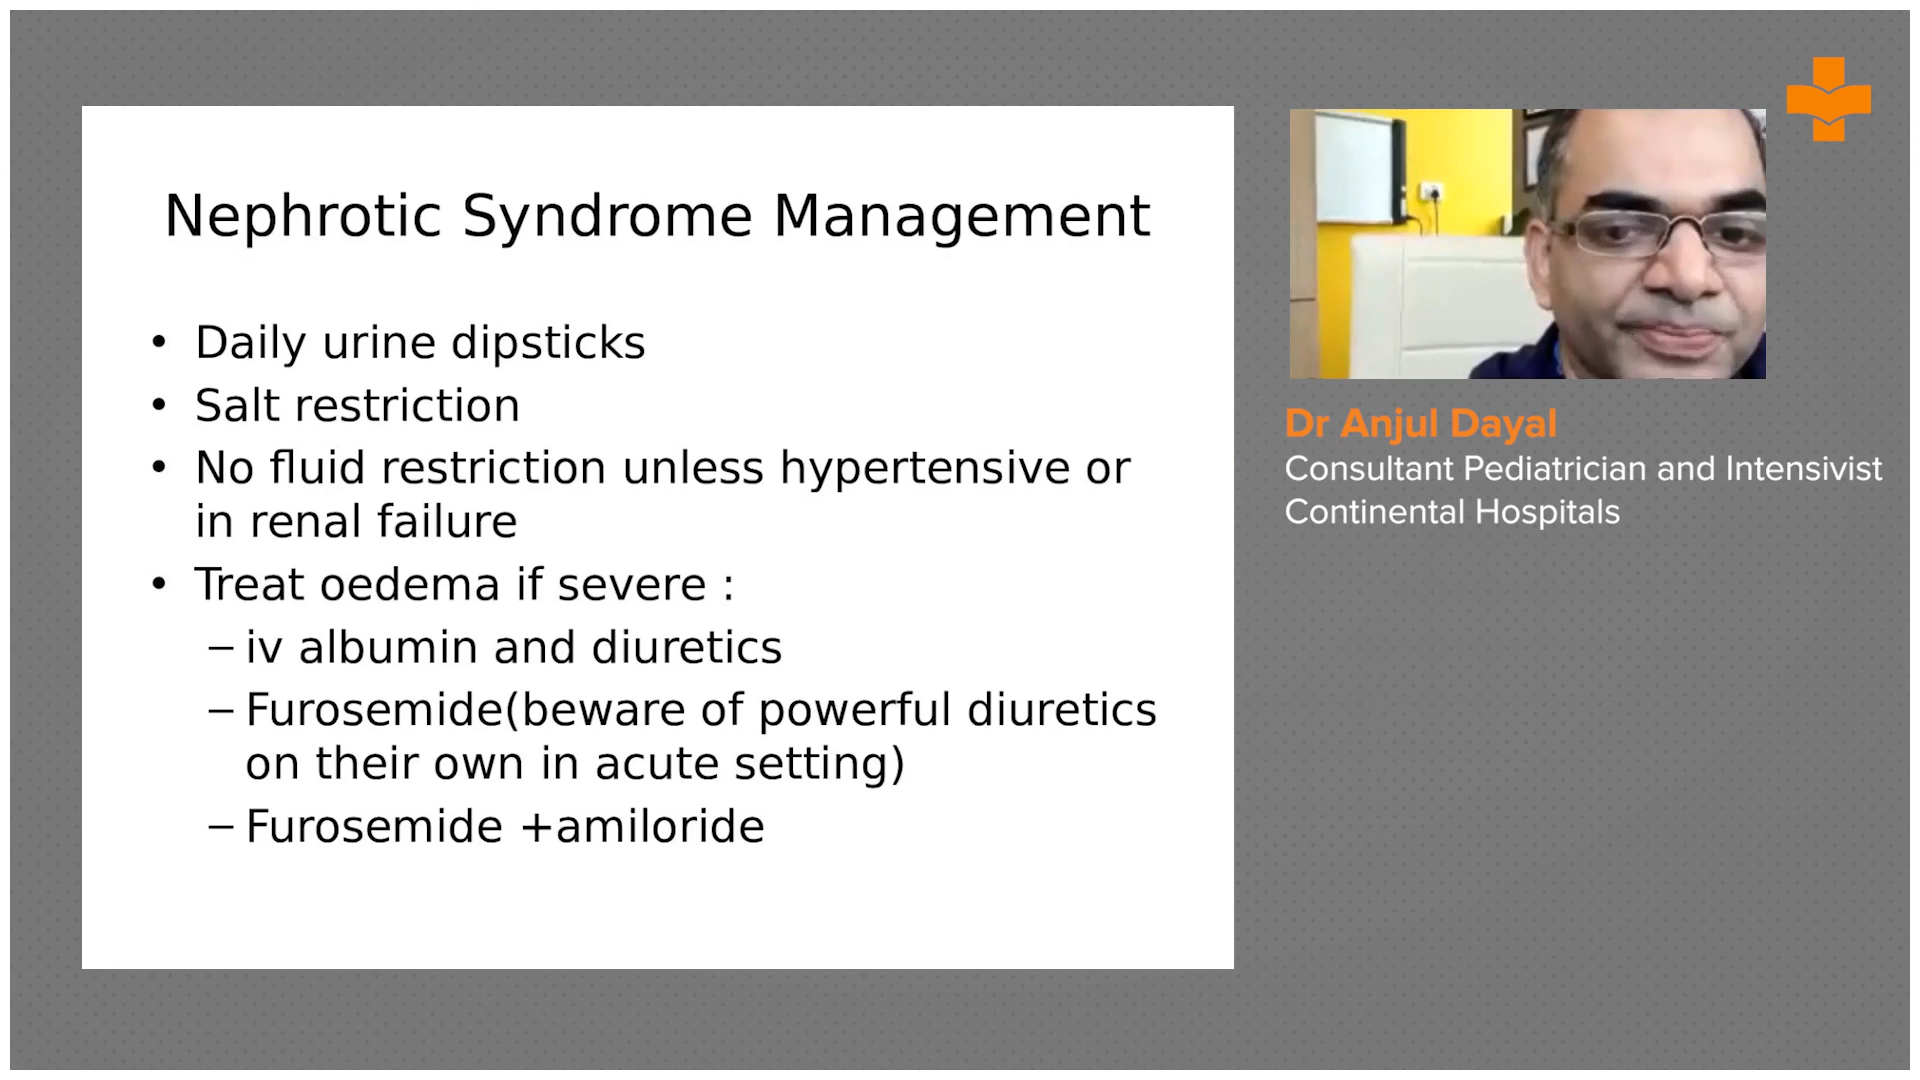 Nephrotic Syndrome Management
• Daily urine dipsticks
• Salt restriction
• No fluid restriction unless hypertensive or
in renal failure
• Treat oedema if severe :
– iv albumin and diuretics
– Furosemide(beware of powerful diuretics
on their own in acute setting)
– Furosemide +amiloride
Dr Anjul Dayal
Consultant Pediatrician and Intensivist
Continental Hospitals